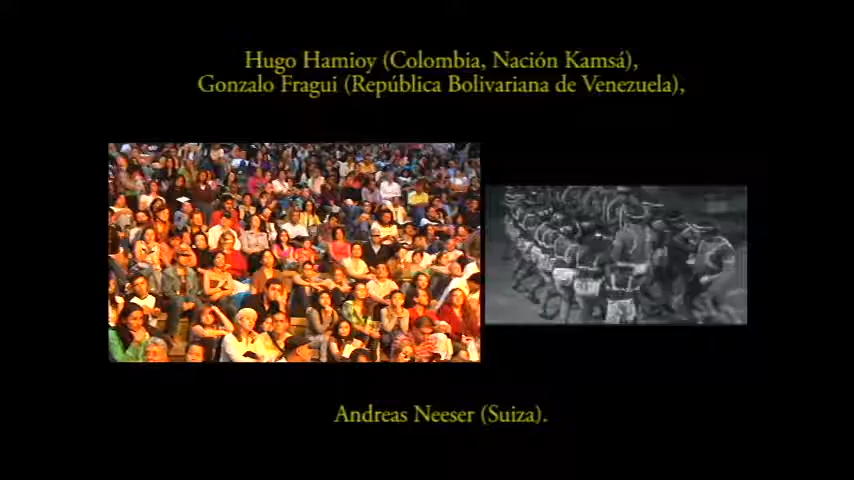 Hugo Hamioy (Colombia, Nación Kamsá),
Gonzalo Fragui (República Bolivariana de Venezuela),
Andreas Neeser (Suiza).